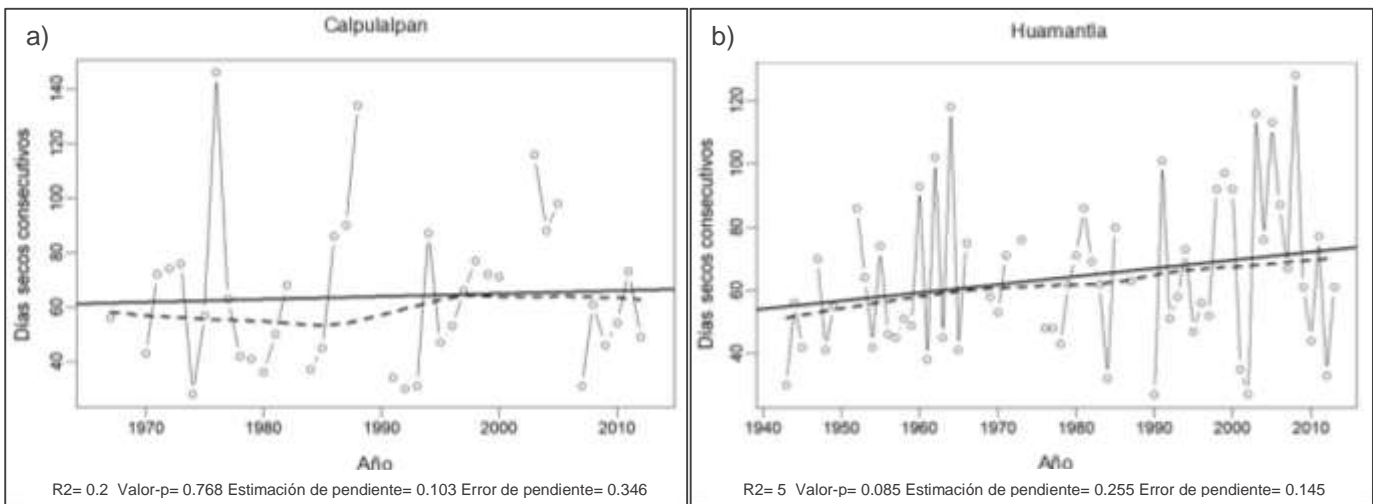 a)
Calpulalpan
Días secos consecutivos
140
120
100
80
60
40
1970
1980
1990
2000
2010
Año
R2= 0.2 Valor-p= 0.768 Estimación de pendiente= 0.103 Error de pendiente= 0.346
b)
Huamantla
Días secos consecutivos
120
100
80
60
40
1940
1950
1960
1970
1980
1990
2000
2010
Año
R2= 5 Valor-p= 0.085 Estimación de pendiente= 0.255 Error de pendiente= 0.145